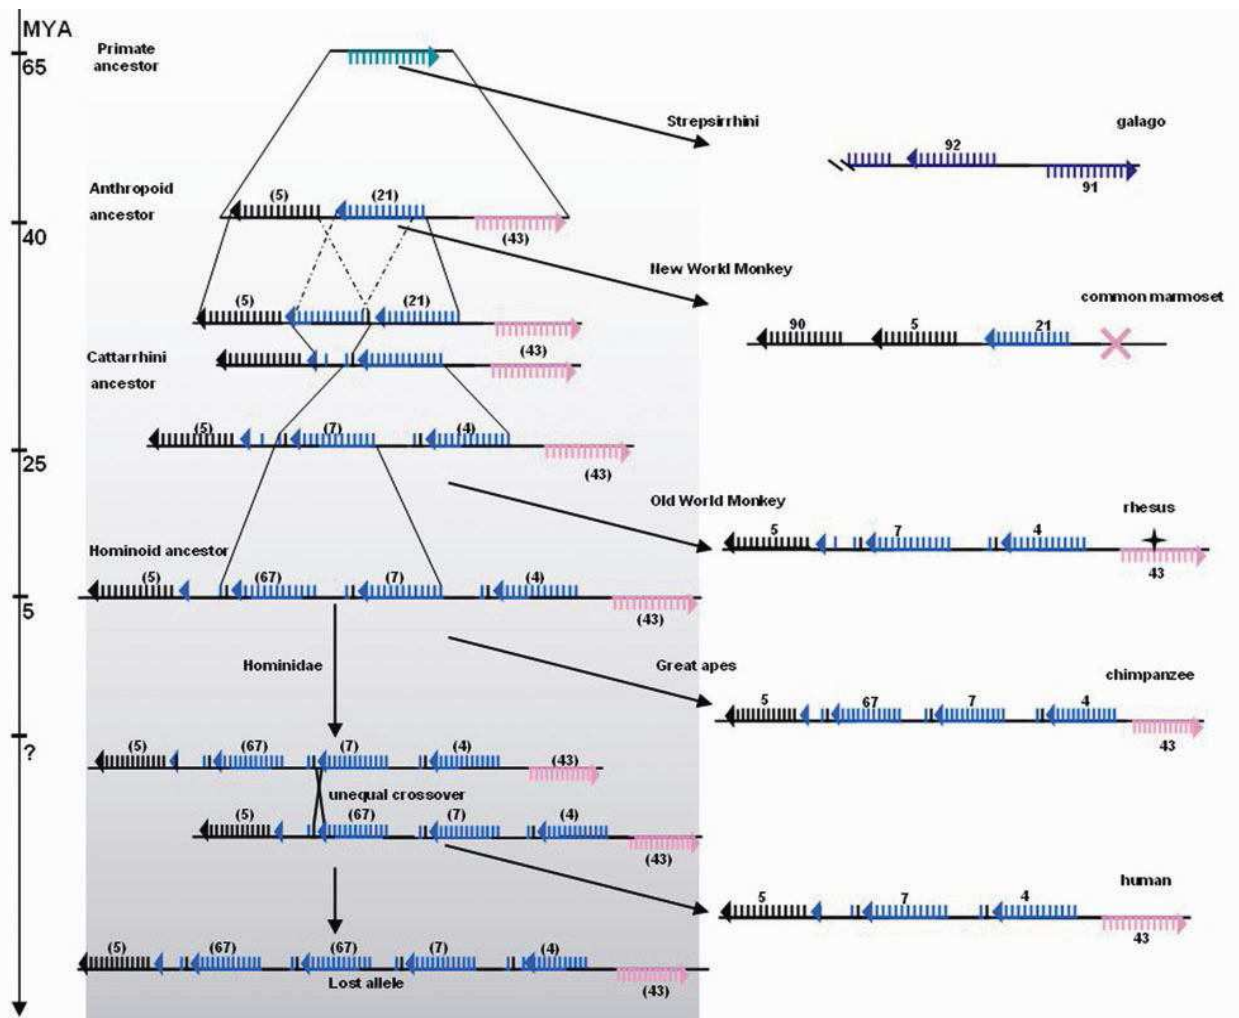 MYA
Primate
ancestor
65
Strepsirrhini
galago
92
91
Anthropoid
ancestor
(5)
(21)
(43)
40
New World Monkey
common marmoset
90
5
21
(5)
(21)
(43)
Cattarrhini
ancestor
(43)
(5)
(7)
(4)
(43)
25
Old World Monkey
rhesus
5
7
4
43
Hominoid ancestor
(5)
(67)
(7)
(4)
(43)
5
Hominidae
Great apes
chimpanzee
5
67
7
4
43
?
(5)
(67)
(7)
(4)
(43)
unequal crossover
(5)
(67)
(7)
(4)
(43)
human
5
7
4
43
(5)
(67)
(67)
(7)
(4)
(43)
Lost allele